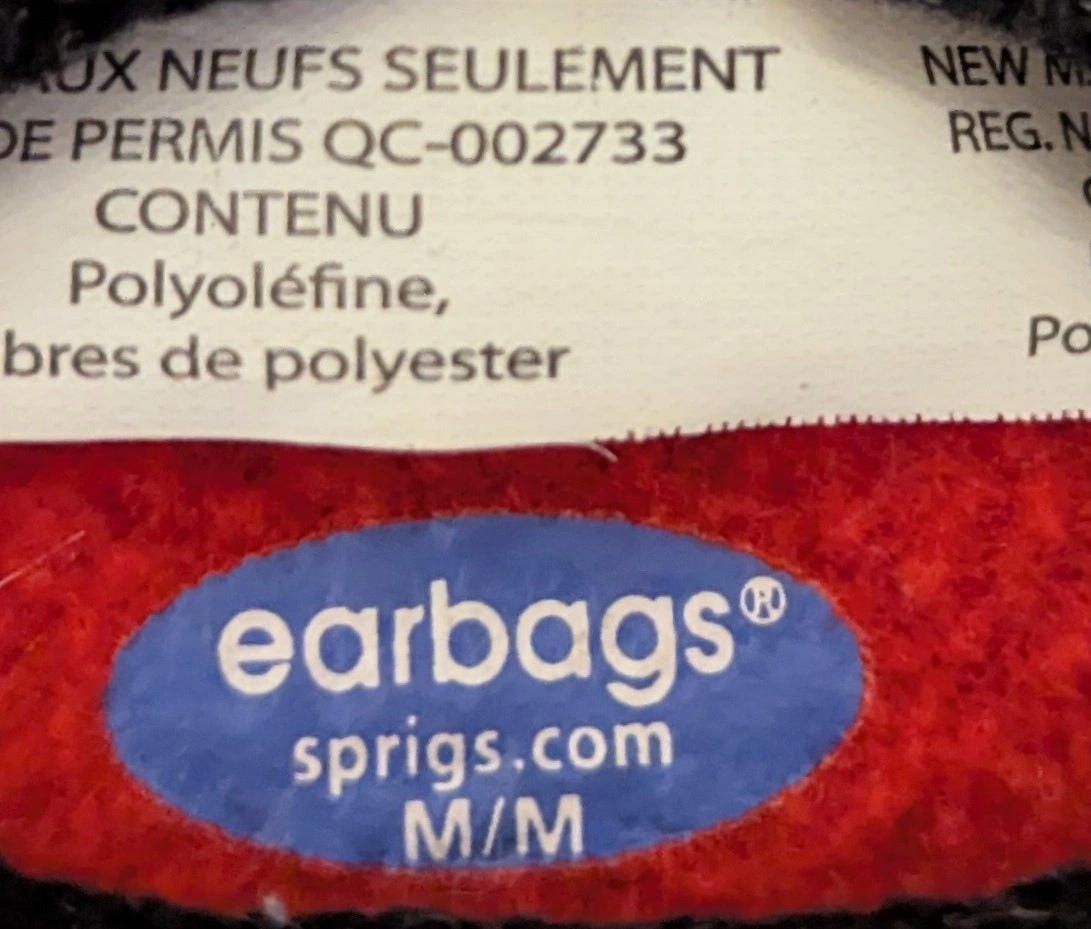 NEUFS SEULEMENT
DE PERMIS QC-002733
CONTENU
Polyoléfine,
bres de polyester
NEW
REG. N
Po
earbags®
sprigs.com
M/M